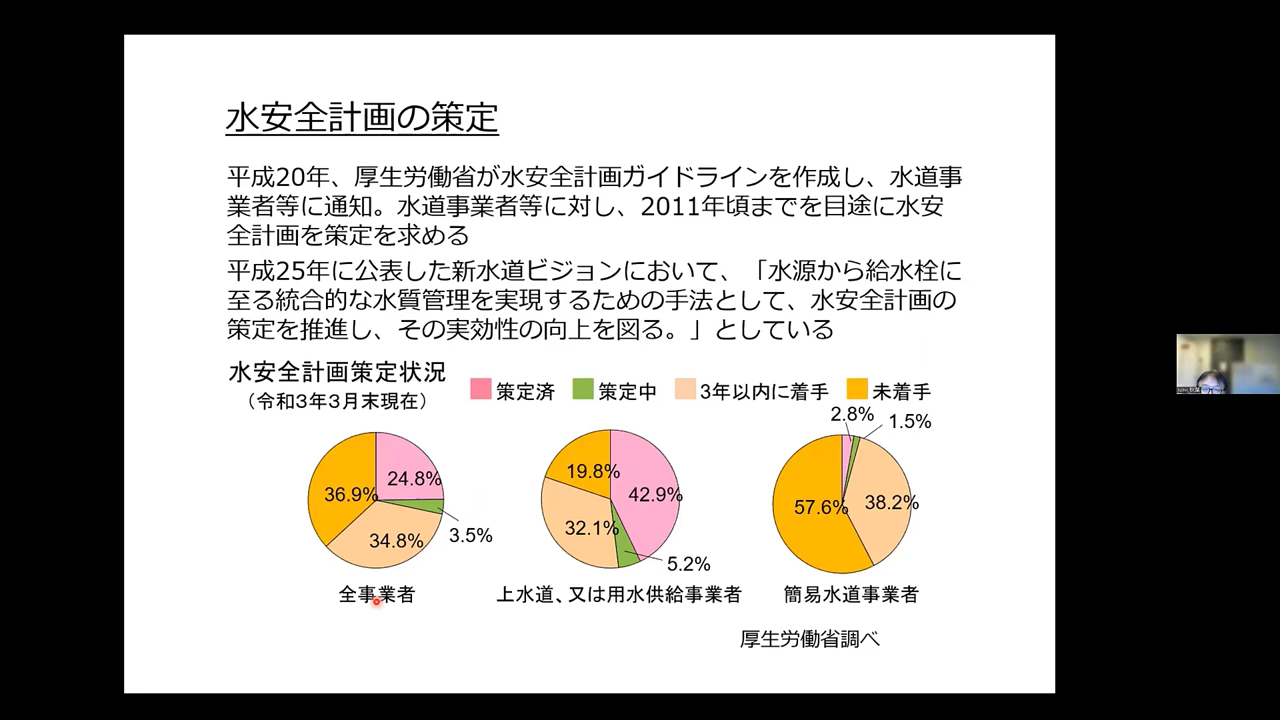 水安全計画の策定
平成20年、厚生労働省が水安全計画ガイドラインを作成し、水道事
業者等に通知。水道事業者等に対し、2011年頃までを目途に水安
全計画を策定を求める
平成25年に公表した新水道ビジョンにおいて、「水源から給水栓に
至る統合的な水質管理を実現するための手法として、水安全計画の
策定を推進し、その実効性の向上を図る。」としている
水安全計画策定状況
（令和3年3月末現在）
策定済 策定中 3年以内に着手 未着手
24.8%
3.5%
34.8%
36.9%
全事業者
42.9%
5.2%
32.1%
19.8%
上水道、又は用水供給事業者
2.8%
1.5%
38.2%
57.6%
簡易水道事業者
厚生労働省調べ